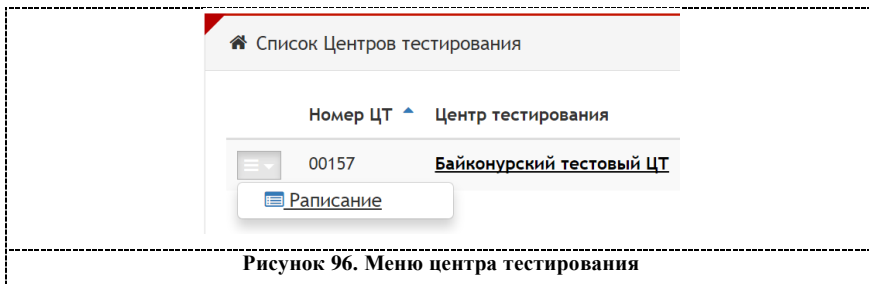 Список Центров тестирования
Номер ЦТ Центр тестирования
00157 Байконурский тестовый ЦТ
Раписание
Рисунок 96. Меню центра тестирования